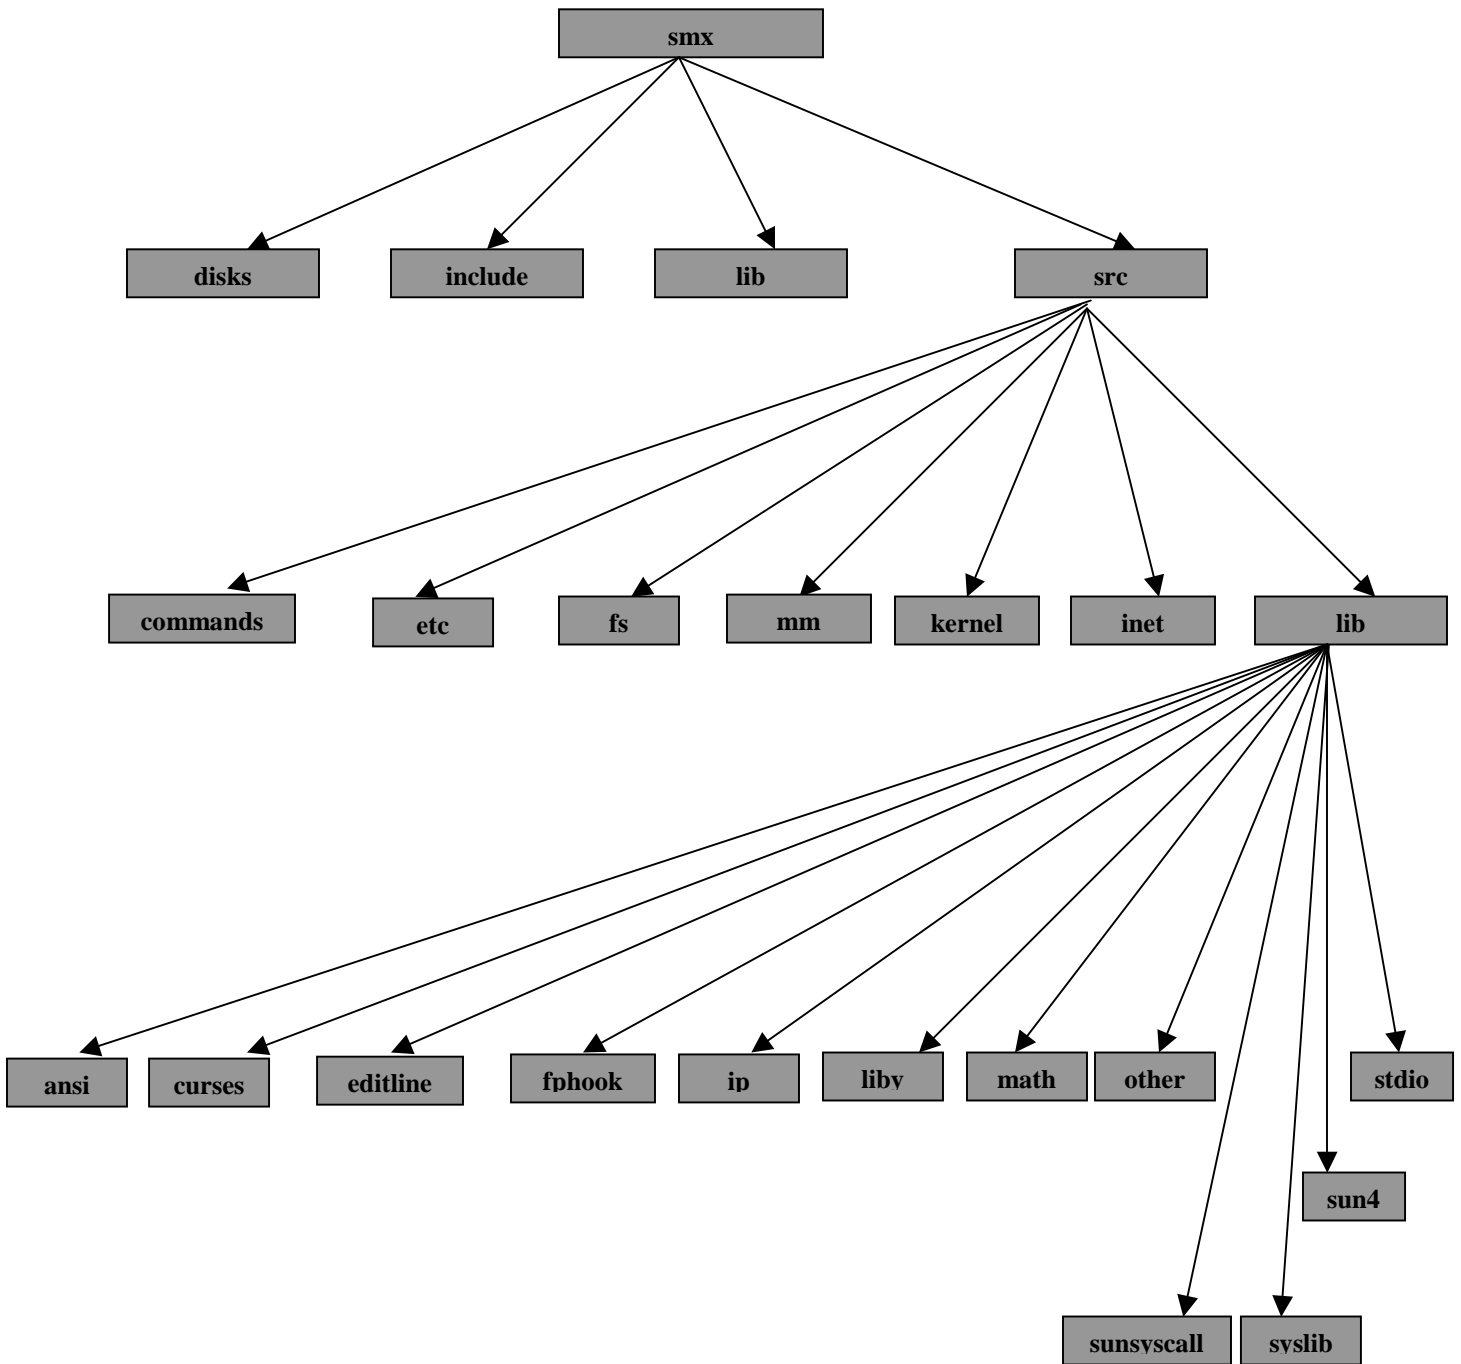 smx
disks
include
lib
src
commands
etc
fs
mm
kernel
inet
lib
ansi
curses
editline
fphook
ip
liby
math
other
stdio
sun4
sunsyscall
syslib